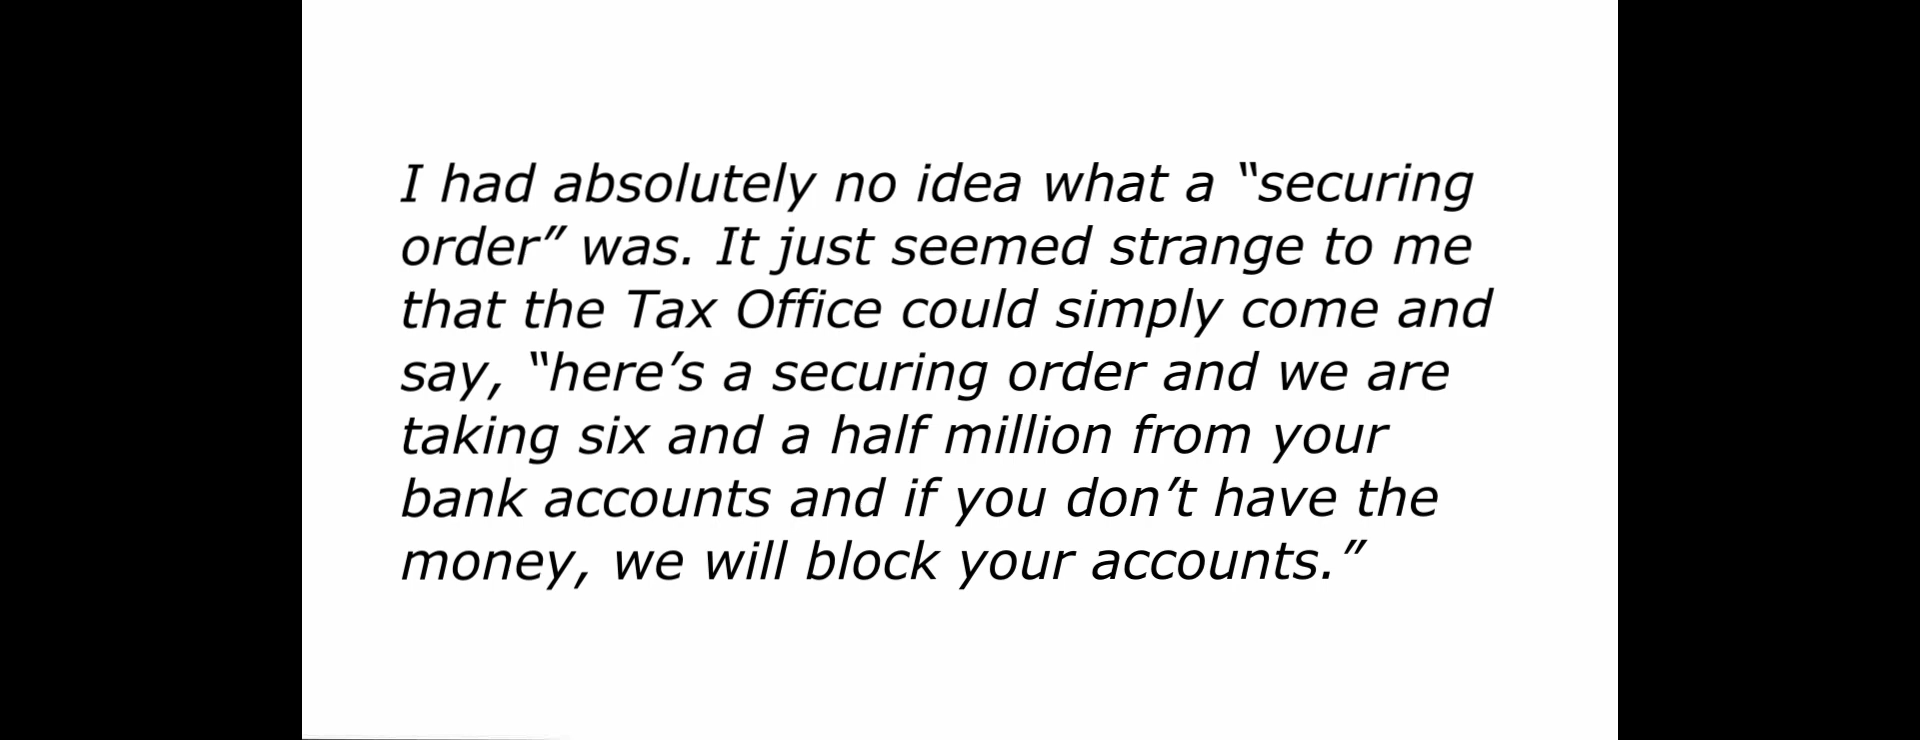 I had absolutely no idea what a “securing
order” was. It just seemed strange to me
that the Tax Office could simply come and
say, “here’s a securing order and we are
taking six and a half million from your
bank accounts and if you don’t have the
money, we will block your accounts.”